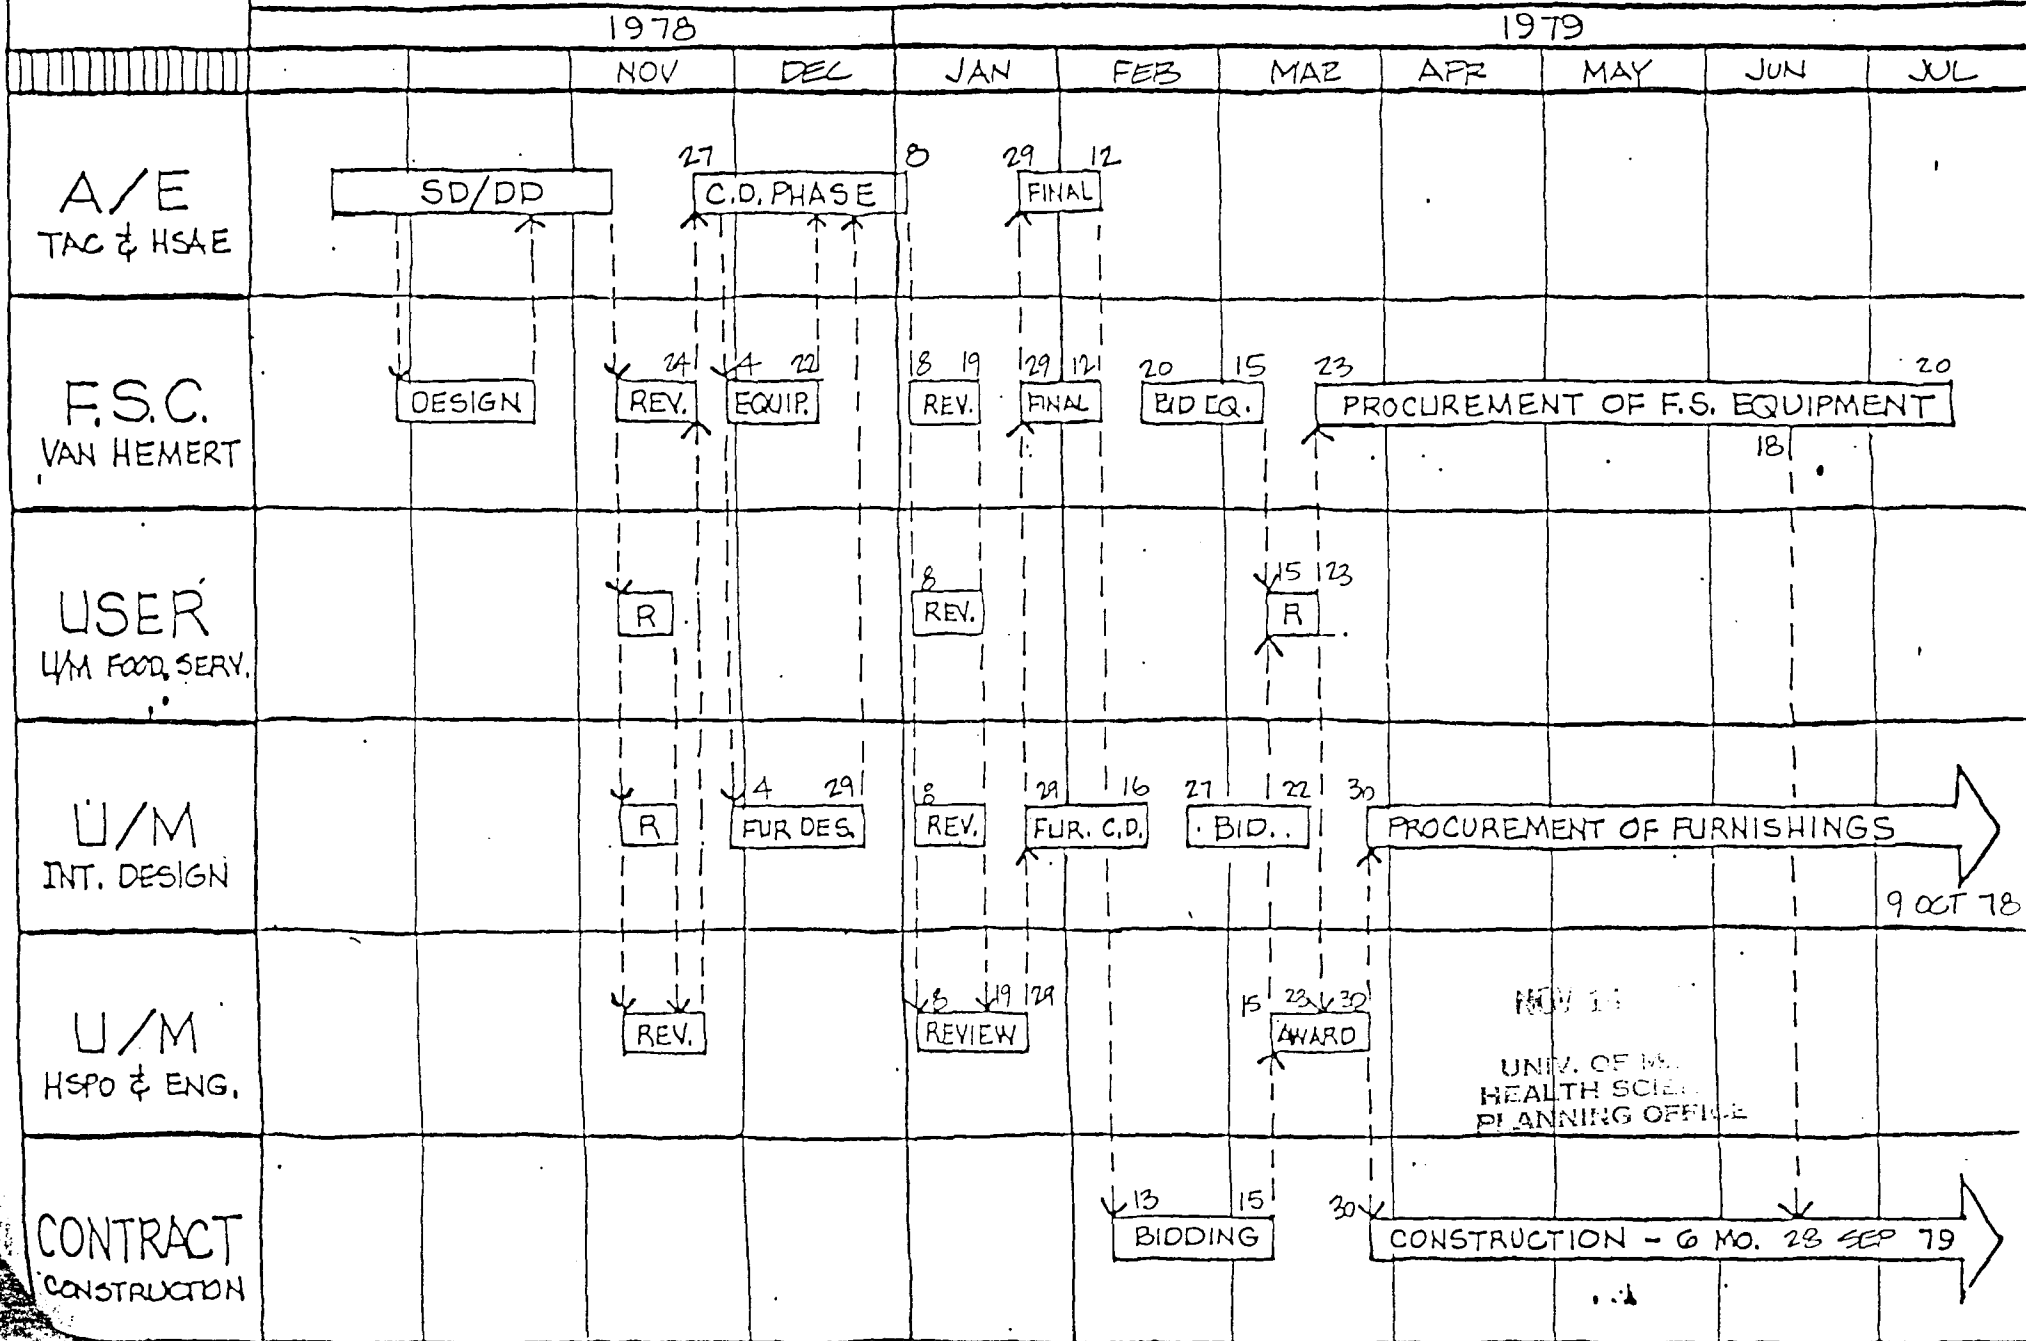 1978 1979
NOV DEC JAN FEB MAR APR MAY JUN JUL
27 8 29 12
A/E SD/DD C.D. PHASE FINAL
TAC & HSAE
24 4 22 8 19 29 12 20 15 23 20
F.S.C. DESIGN REV. EQUIP. REV. FINAL BID EQ. PROCUREMENT OF F.S. EQUIPMENT
VAN HEMERT 18
8 15 23
USER R REV. R
U/M FOOD SERV.
4 29 8 29 16 27 22 30
U/M R FUR DES. REV. FUR. C.D. BID. PROCUREMENT OF FURNISHINGS
INT. DESIGN
9 OCT 78
8 19 29 15 23 30
NOV
U/M REV. REVIEW AWARD
HSPO & ENG.
UNIV. OF
HEALTH
PLANNING OFFICE
13 15 30
CONTRACT BIDDING CONSTRUCTION - 6 MO. 28 SEP 79
CONSTRUCTION